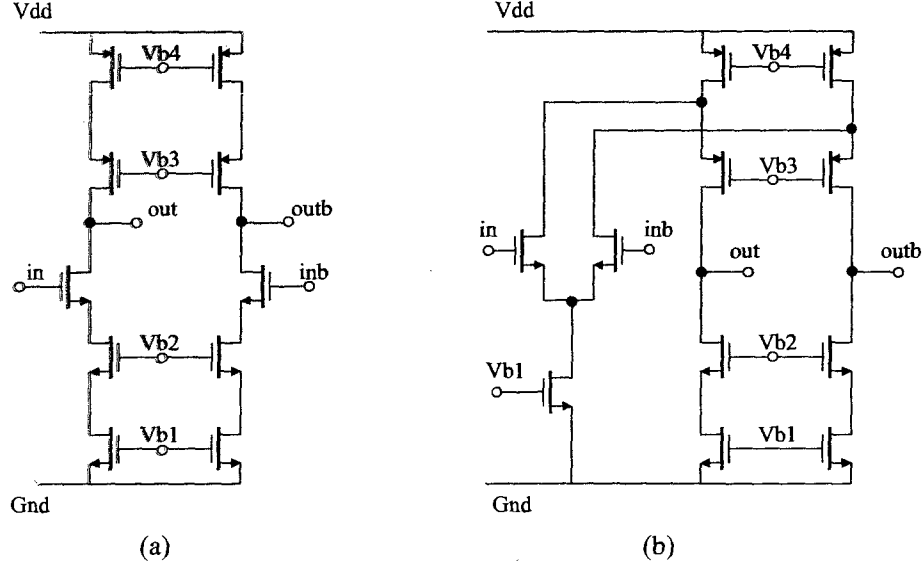 Vdd
Vb4
Vb3
out
outb
in
inb
Vb2
Vb1
Gnd
(a)
Vdd
Vb4
Vb3
in
inb
out
outb
Vb2
Vb1
Vb1
Gnd
(b)